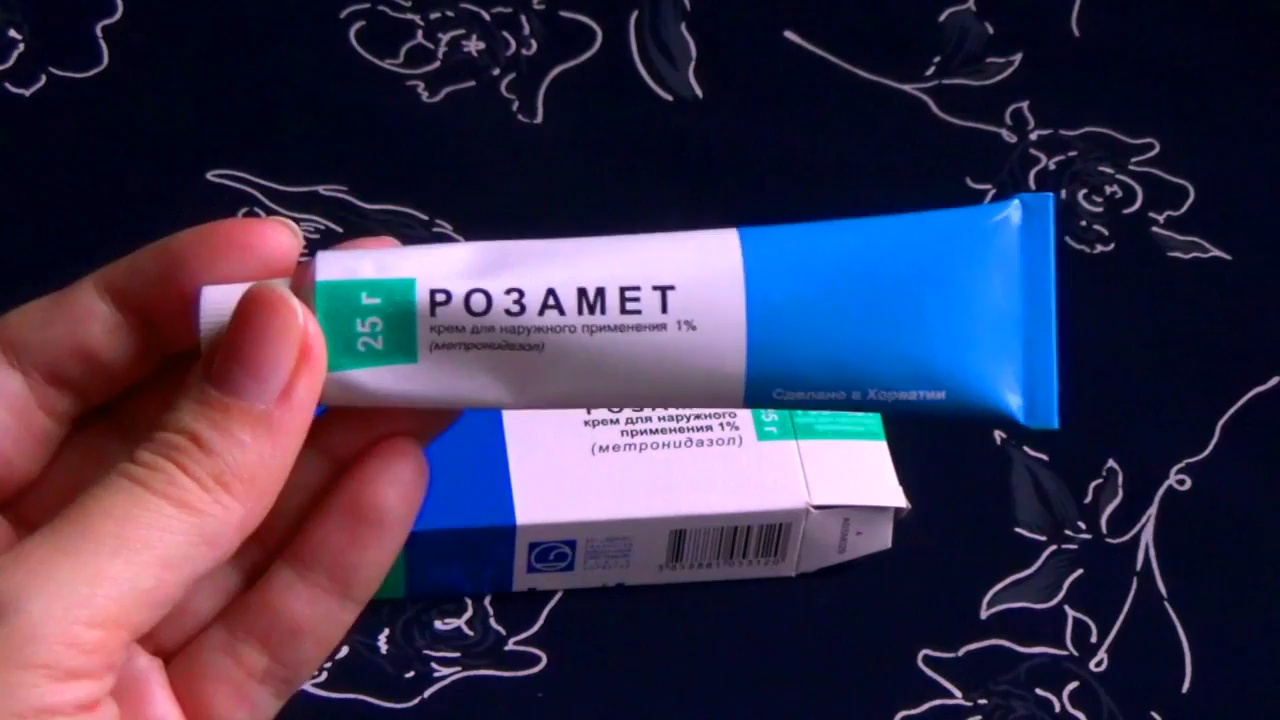 25 г
РОЗАМЕТ
крем для наружного применения 1%
(метронидазол)
Сделано в Хорватии
крем для наружного
применения 1%
(метронидазол)